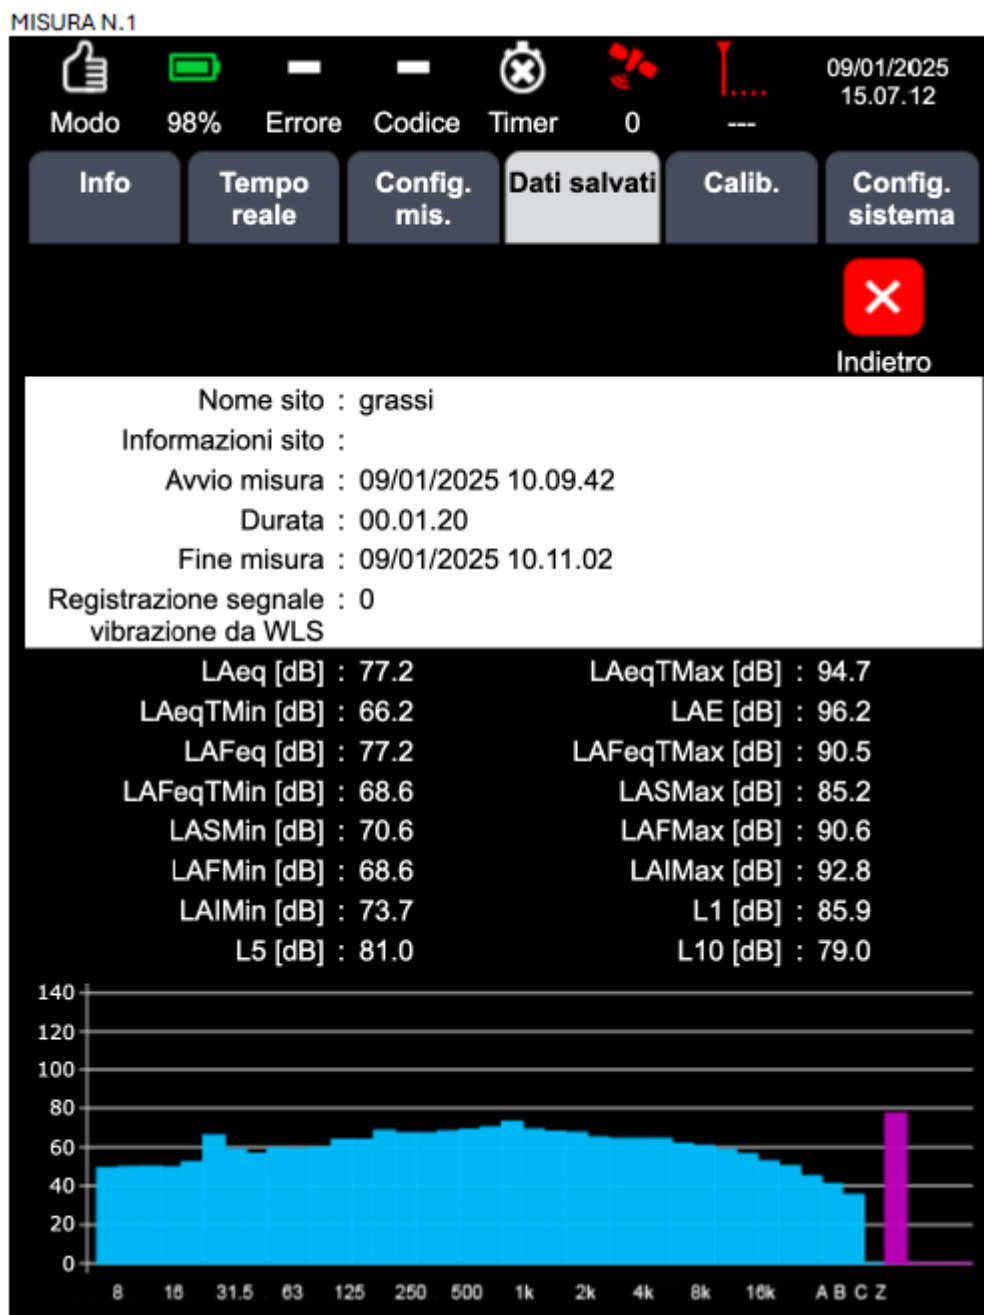 MISURA N.1
09/01/2025
15.07.12
Modo 98% Errore Codice Timer 0 ---
Info Tempo reale Config. mis. Dati salvati Calib. Config. sistema
Indietro
Nome sito : grassi
Informazioni sito :
Avvio misura : 09/01/2025 10.09.42
Durata : 00.01.20
Fine misura : 09/01/2025 10.11.02
Registrazione segnale : 0
vibrazione da WLS
LAeq [dB] : 77.2 LAeqTMax [dB] : 94.7
LAeqTMin [dB] : 66.2 LAE [dB] : 96.2
LAFeq [dB] : 77.2 LAFeqTMax [dB] : 90.5
LAFeqTMin [dB] : 68.6 LASMax [dB] : 85.2
LASMin [dB] : 70.6 LAFMax [dB] : 90.6
LAFMin [dB] : 68.6 LAIMax [dB] : 92.8
LAIMin [dB] : 73.7 L1 [dB] : 85.9
L5 [dB] : 81.0 L10 [dB] : 79.0
140
120
100
80
60
40
20
0
8 16 31.5 63 125 250 500 1k 2k 4k 8k 16k A B C Z